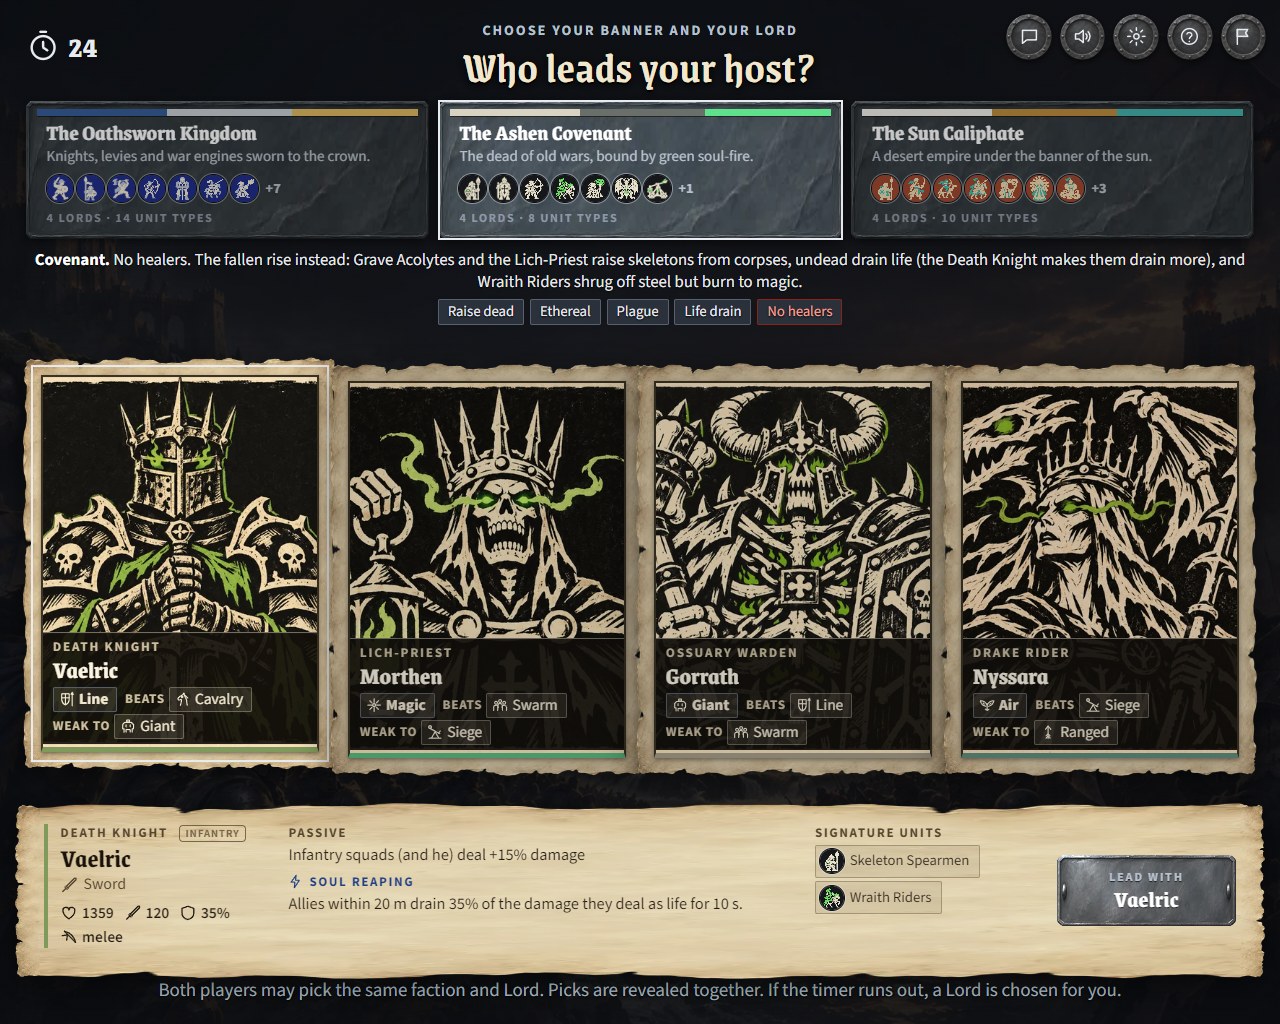 24
CHOOSE YOUR BANNER AND YOUR LORD
Who leads your host?
The Oathsworn Kingdom
Knights, levies and war engines sworn to the crown.
+7
4 LORDS · 14 UNIT TYPES
The Ashen Covenant
The dead of old wars, bound by green soul-fire.
+1
4 LORDS · 8 UNIT TYPES
The Sun Caliphate
A desert empire under the banner of the sun.
+3
4 LORDS · 10 UNIT TYPES
Covenant. No healers. The fallen rise instead: Grave Acolytes and the Lich-Priest raise skeletons from corpses, undead drain life (the Death Knight makes them drain more), and
Wraith Riders shrug off steel but burn to magic.
Raise dead Ethereal Plague Life drain No healers
DEATH KNIGHT
Vaelric
Line BEATS Cavalry
WEAK TO Giant
LICH-PRIEST
Morthen
Magic BEATS Swarm
WEAK TO Siege
OSSUARY WARDEN
Gorrath
Giant BEATS Line
WEAK TO Swarm
DRAKE RIDER
Nyssara
Air BEATS Siege
WEAK TO Ranged
DEATH KNIGHT INFANTRY
Vaelric
Sword
1359 120 35%
melee
PASSIVE
Infantry squads (and he) deal +15% damage
SOUL REAPING
Allies within 20 m drain 35% of the damage they deal as life for 10 s.
SIGNATURE UNITS
Skeleton Spearmen
Wraith Riders
LEAD WITH
Vaelric
Both players may pick the same faction and Lord. Picks are revealed together. If the timer runs out, a Lord is chosen for you.